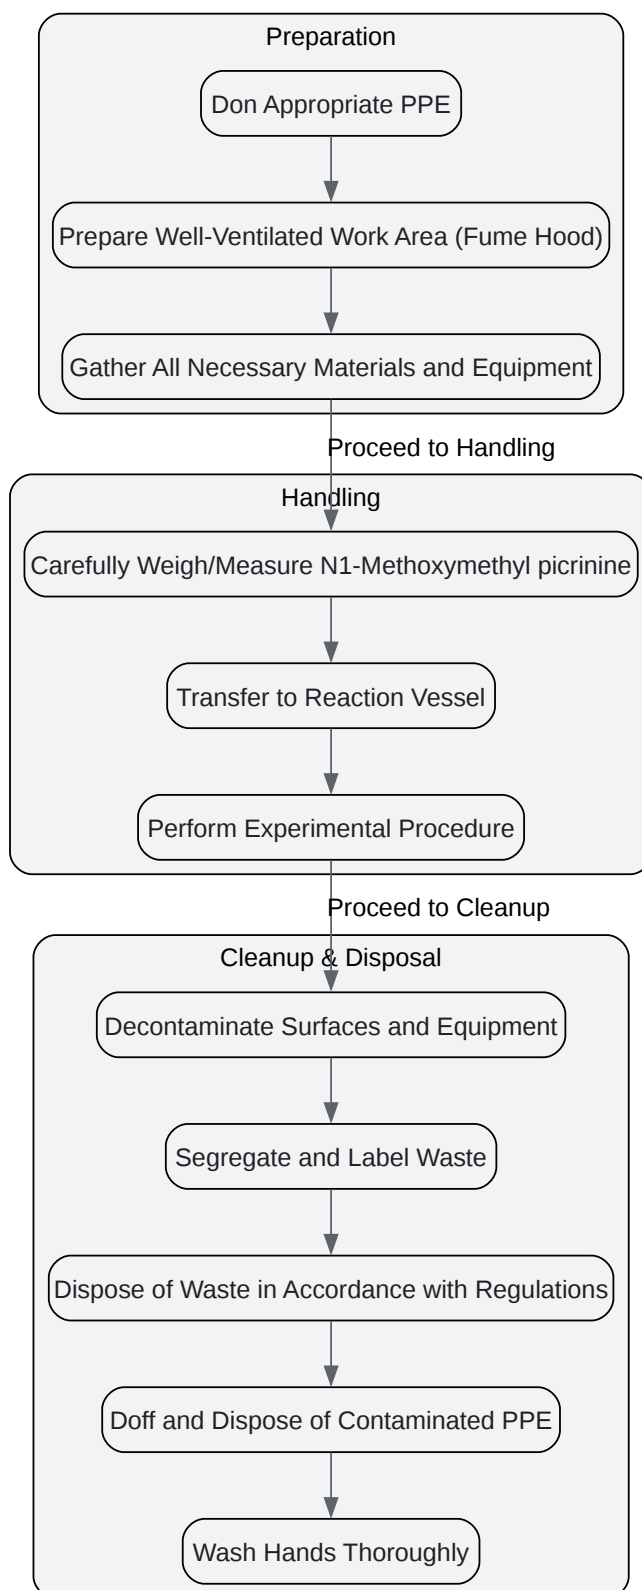 Preparation
Don Appropriate PPE
Prepare Well-Ventilated Work Area (Fume Hood)
Gather All Necessary Materials and Equipment
Proceed to Handling
Handling
Carefully Weigh/Measure N1-Methoxymethyl picrinine
Transfer to Reaction Vessel
Perform Experimental Procedure
Proceed to Cleanup
Cleanup & Disposal
Decontaminate Surfaces and Equipment
Segregate and Label Waste
Dispose of Waste in Accordance with Regulations
Doff and Dispose of Contaminated PPE
Wash Hands Thoroughly